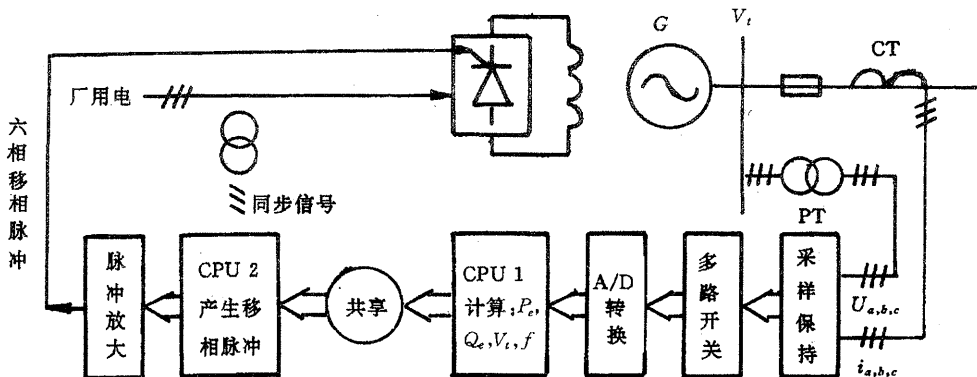 G
V_t
CT
厂用电
六相移相脉冲
同步信号
PT
脉冲放大
CPU 2
产生移
相脉冲
共享
CPU 1
计算:P_e,
Q_e,V_t,f
A/D
转换
多路开关
采样保持
U_{a,b,c}
i_{a,b,c}